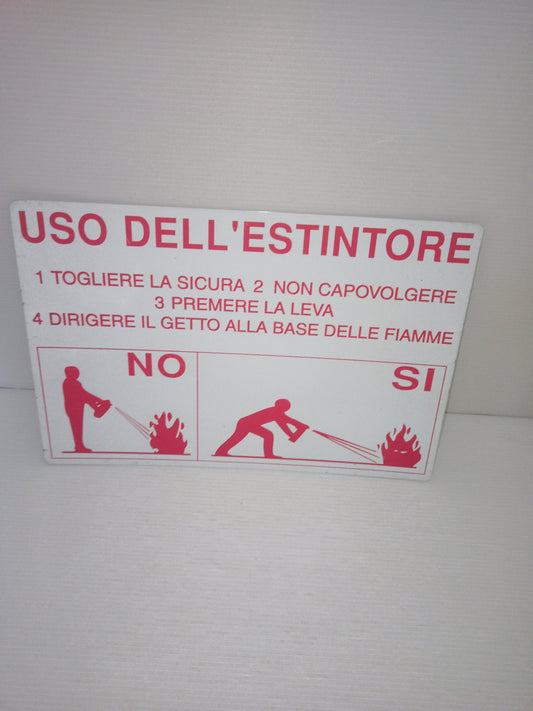 USO DELL'ESTINTORE
1 TOGLIERE LA SICURA 2 NON CAPOVOLGERE
3 PREMERE LA LEVA
4 DIRIGERE IL GETTO ALLA BASE DELLE FIAMME
NO
SI